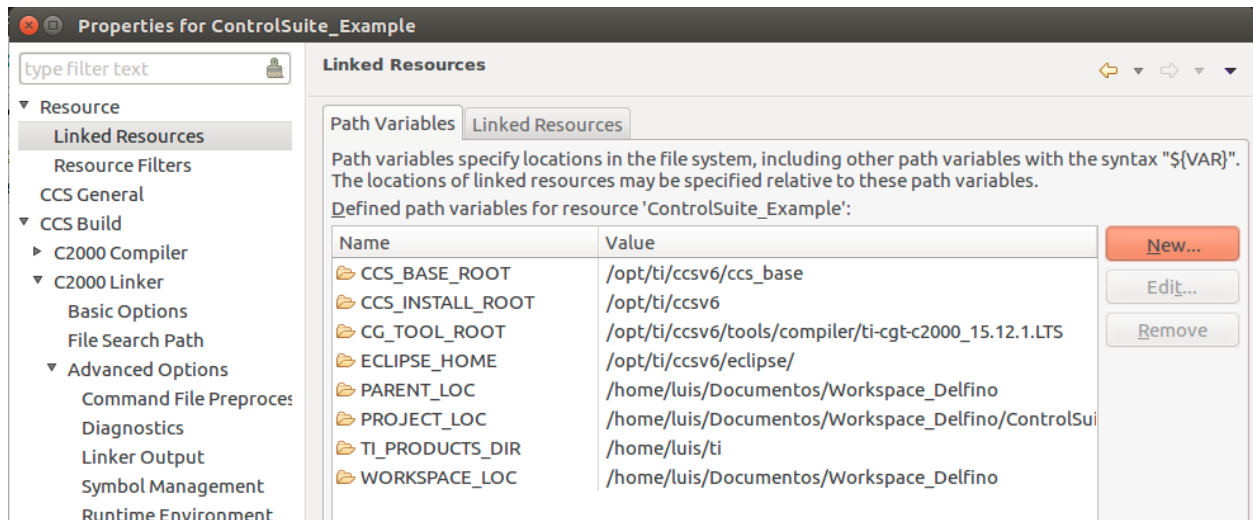 Properties for ControlSuite_Example
type filter text
Resource
Linked Resources
Resource Filters
CCS General
CCS Build
C2000 Compiler
C2000 Linker
Basic Options
File Search Path
Advanced Options
Command File Preproces
Diagnostics
Linker Output
Symbol Management
Runtime Environment
Linked Resources
Path Variables Linked Resources
Path variables specify locations in the file system, including other path variables with the syntax "${VAR}".
The locations of linked resources may be specified relative to these path variables.
Defined path variables for resource 'ControlSuite_Example':
Name Value
CCS_BASE_ROOT /opt/ti/ccsv6/ccs_base
CCS_INSTALL_ROOT /opt/ti/ccsv6
CG_TOOL_ROOT /opt/ti/ccsv6/tools/compiler/ti-cgt-c2000_15.12.1.LTS
ECLIPSE_HOME /opt/ti/ccsv6/eclipse/
PARENT_LOC /home/luis/Documentos/Workspace_Delfino
PROJECT_LOC /home/luis/Documentos/Workspace_Delfino/ControlSui
TI_PRODUCTS_DIR /home/luis/ti
WORKSPACE_LOC /home/luis/Documentos/Workspace_Delfino
New...
Edit...
Remove